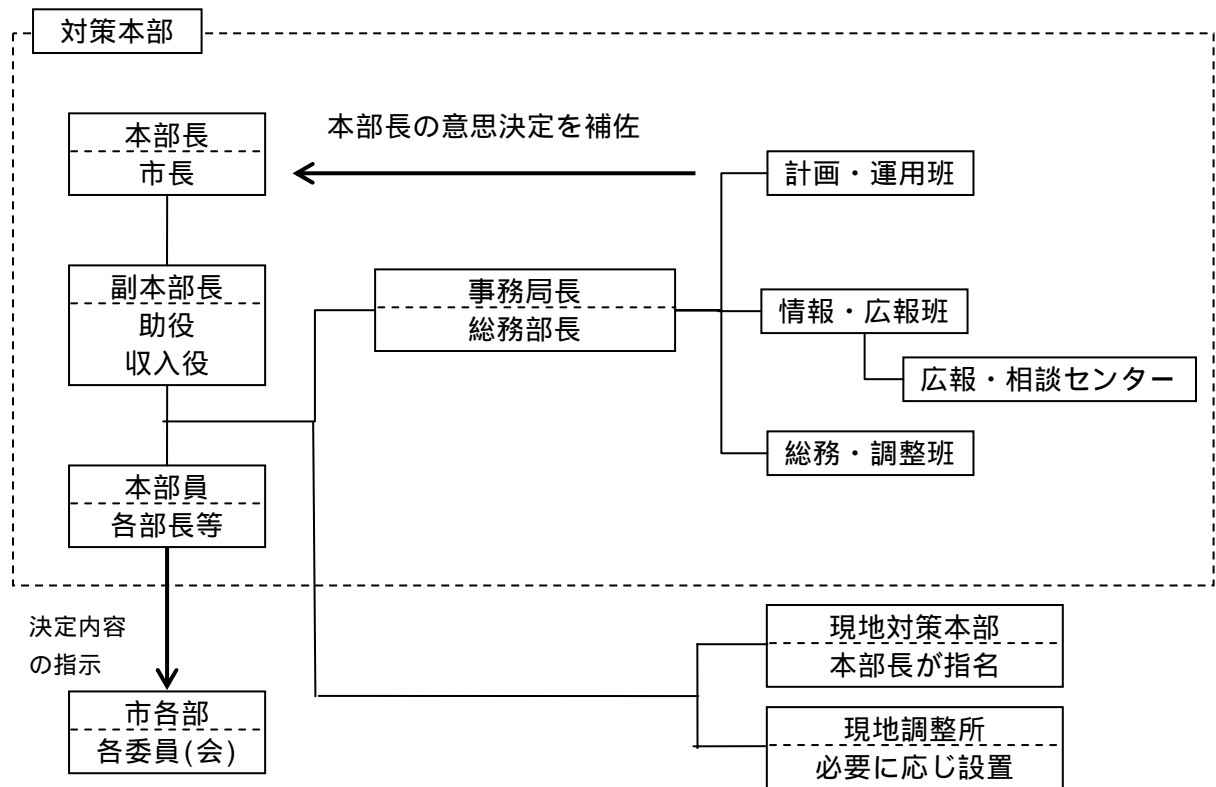 対策本部
本部長
市長
本部長の意思決定を補佐
計画・運用班
副本部長
助役
収入役
事務局長
総務部長
情報・広報班
広報・相談センター
総務・調整班
本部員
各部長等
決定内容
の指示
市各部
各委員(会)
現地対策本部
本部長が指名
現地調整所
必要に応じ設置